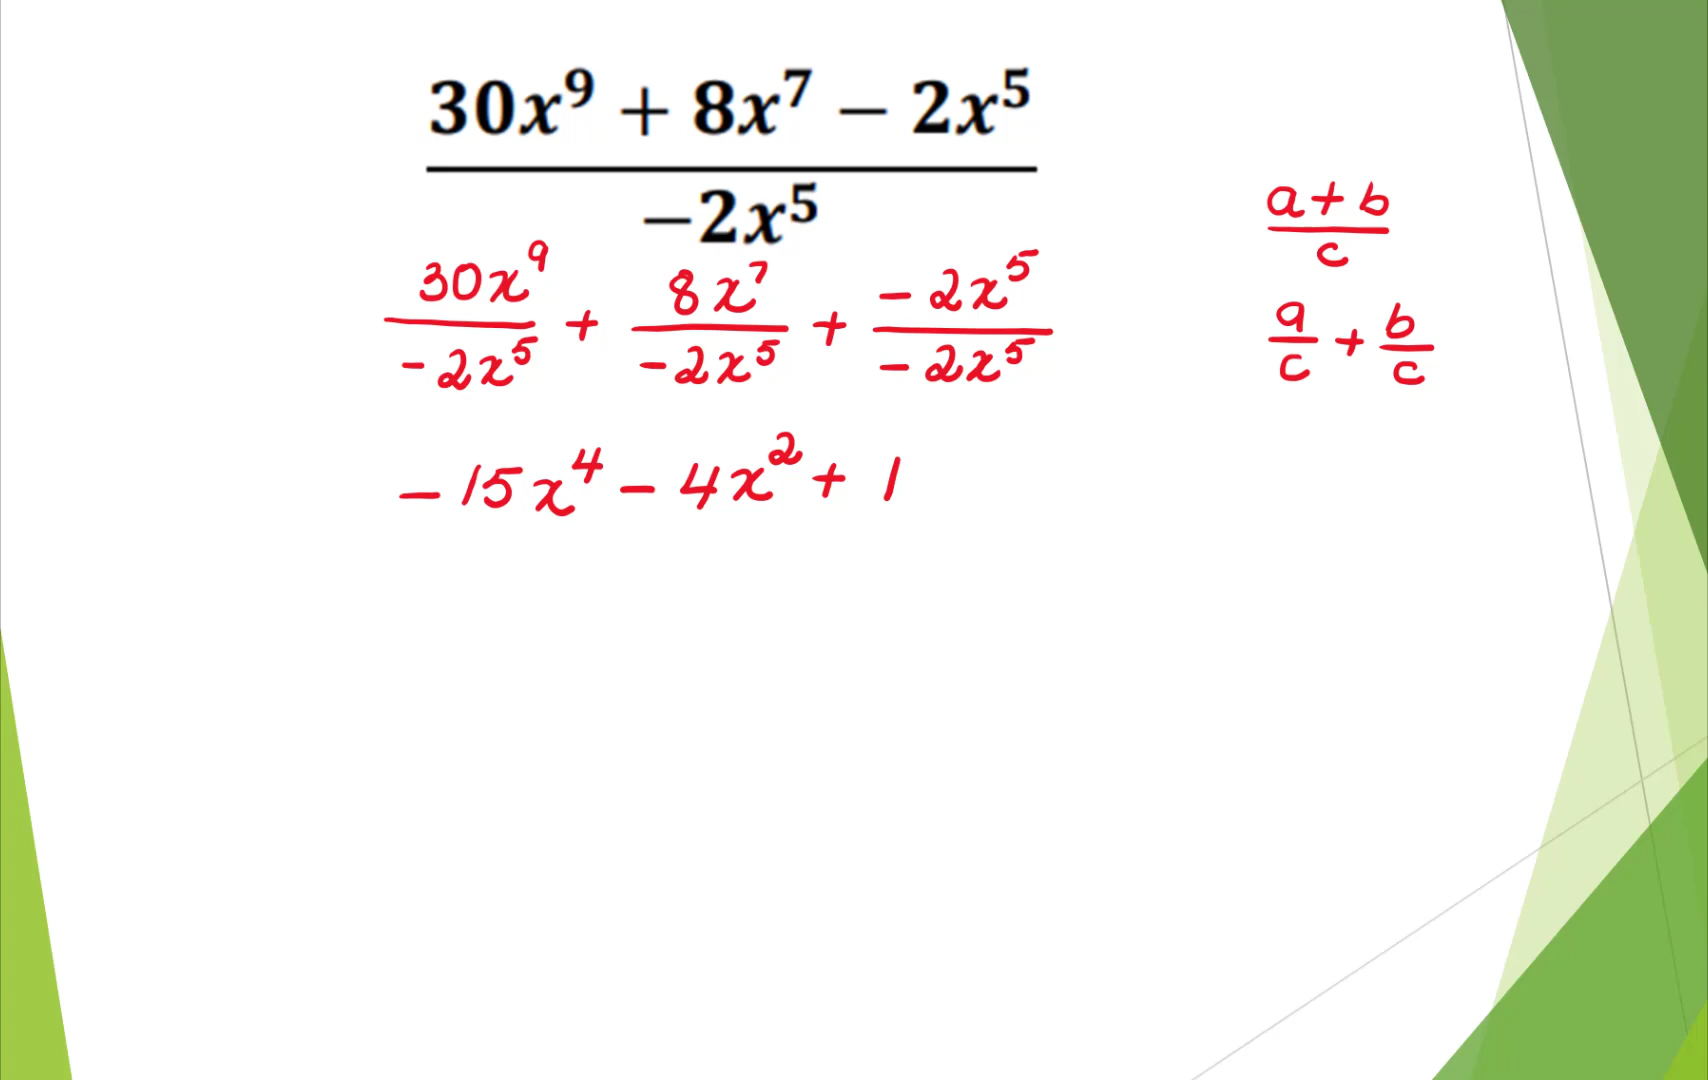 30x⁹ + 8x⁷ − 2x⁵
−2x⁵
30x⁹ / −2x⁵ + 8x⁷ / −2x⁵ + −2x⁵ / −2x⁵
−15x⁴ − 4x² + 1
a + b
c
a/c + b/c